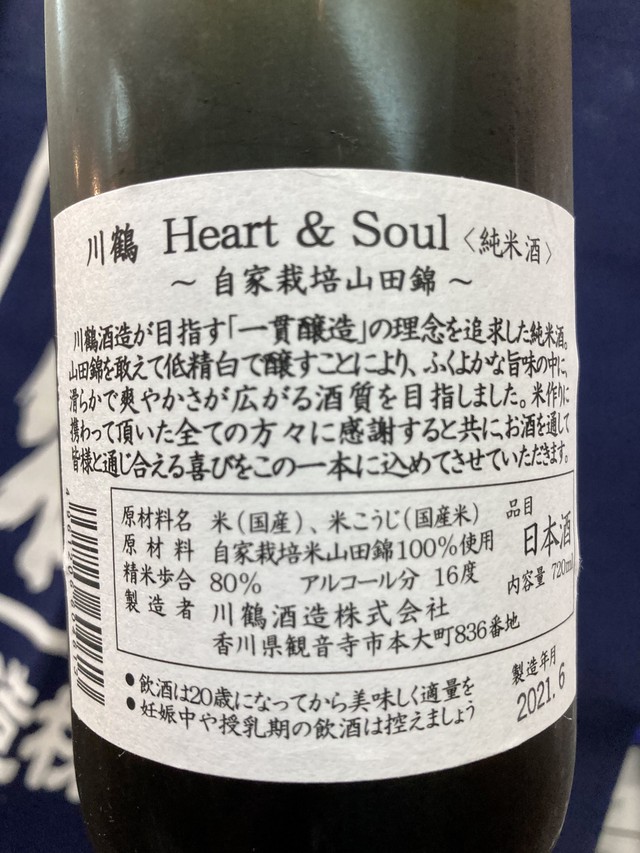 川鶴 Heart & Soul〈純米酒〉
～自家栽培山田錦～
川鶴酒造が目指す「一貫醸造」の理念を追求した純米酒。
山田錦を敢えて低精白で醸すことにより、ふくよかな旨味の中に、
滑らかで爽やかさが広がる酒質を目指しました。米作りに
携わって頂いた全ての方々に感謝すると共に、お酒を通して
皆様と通じ合える喜びをこの一本に込めてさせていただきます。
原材料名 米(国産)、米こうじ(国産米)
原材料 自家栽培米山田錦100%使用
精米歩合 80% アルコール分 16度
製造者 川鶴酒造株式会社
香川県観音寺市本大町836番地
品目
日本酒
内容量 720ml
●飲酒は20歳になってから美味しく適量を
●妊娠中や授乳期の飲酒は控えましょう
製造年月
2021.6